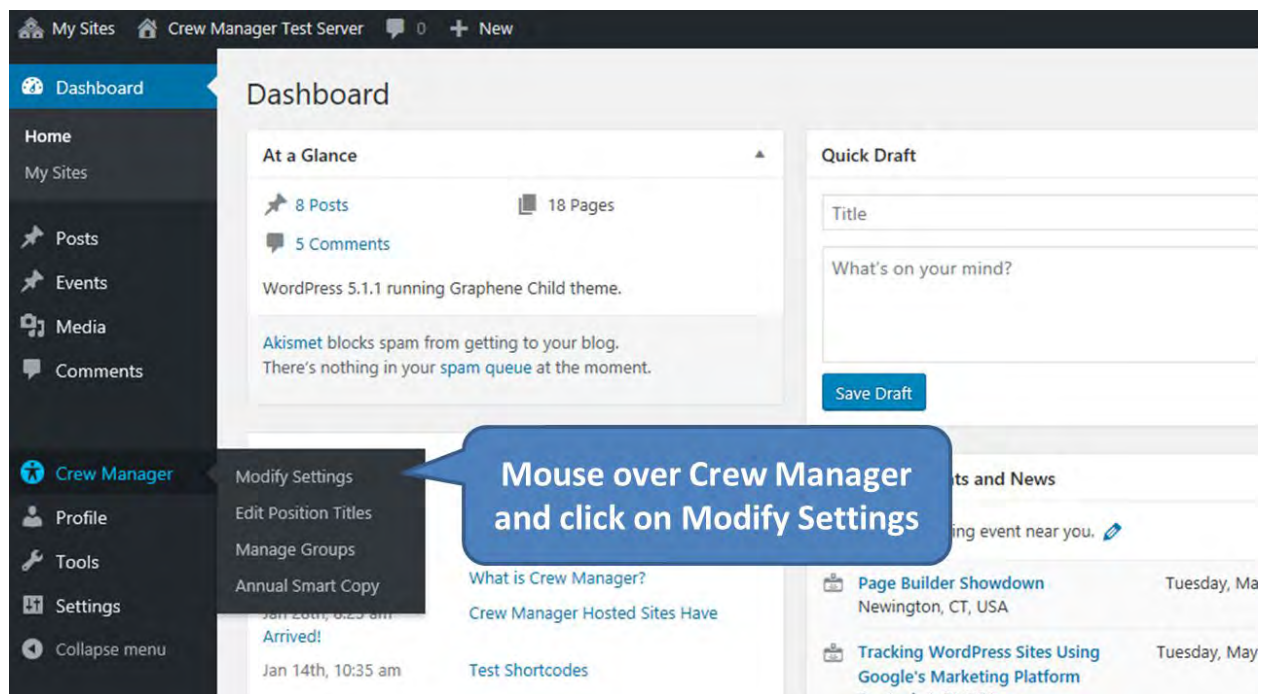 My Sites Crew Manager Test Server 0 + New
Dashboard
Home
My Sites
Posts
Events
Media
Comments
Crew Manager
Profile
Tools
Settings
Collapse menu
Modify Settings
Edit Position Titles
Manage Groups
Annual Smart Copy
Dashboard
At a Glance
8 Posts 18 Pages
5 Comments
WordPress 5.1.1 running Graphene Child theme.
Akismet blocks spam from getting to your blog.
There's nothing in your spam queue at the moment.
Mouse over Crew Manager
and click on Modify Settings
What is Crew Manager?
Crew Manager Hosted Sites Have
Arrived!
Jan 14th, 10:35 am Test Shortcodes
Quick Draft
Title
What's on your mind?
Save Draft
and News
event near you.
Page Builder Showdown Tuesday,
Newington, CT, USA
Tracking WordPress Sites Using Tuesday, May
Google's Marketing Platform